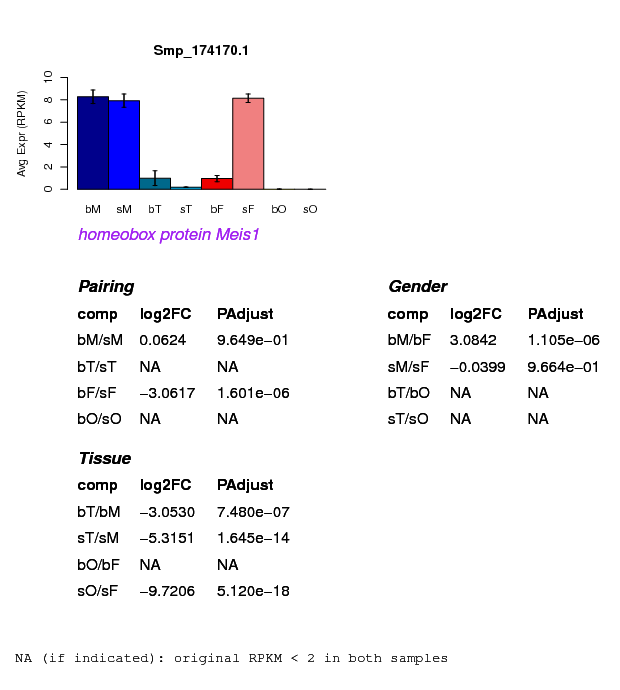 Smp_174170.1
Avg Expr (RPKM)
10
8
6
4
2
0
bM sM bT sT bF sF bO sO
homeobox protein Meis1
Pairing
comp log2FC PAdjust
bM/sM 0.0624 9.649e−01
bT/sT NA NA
bF/sF −3.0617 1.601e−06
bO/sO NA NA
Gender
comp log2FC PAdjust
bM/bF 3.0842 1.105e−06
sM/sF −0.0399 9.664e−01
bT/bO NA NA
sT/sO NA NA
Tissue
comp log2FC PAdjust
bT/bM −3.0530 7.480e−07
sT/sM −5.3151 1.645e−14
bO/bF NA NA
sO/sF −9.7206 5.120e−18
NA (if indicated): original RPKM < 2 in both samples